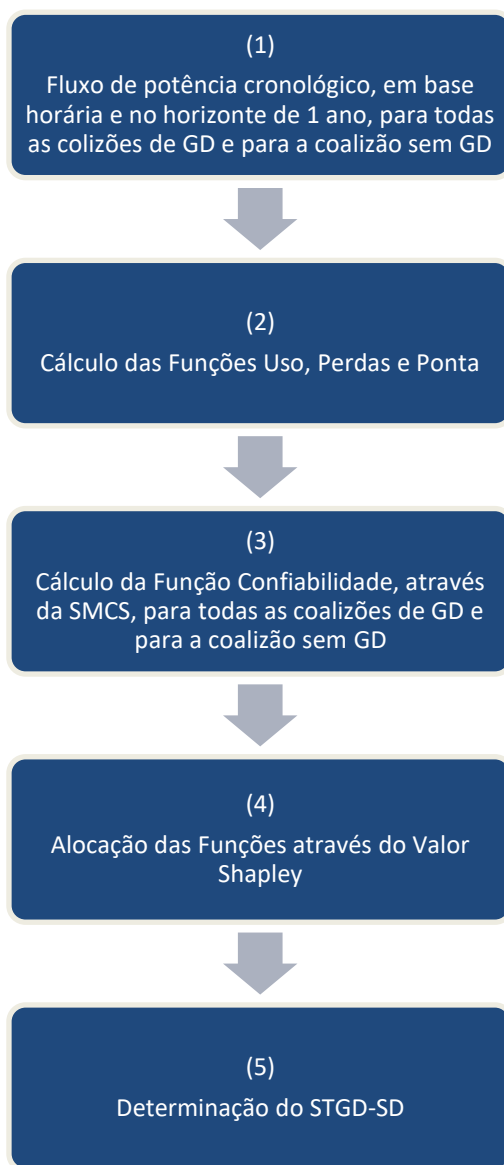 (1)
Fluxo de potência cronológico, em base
horária e no horizonte de 1 ano, para todas
as colizões de GD e para a coalizão sem GD
(2)
Cálculo das Funções Uso, Perdas e Ponta
(3)
Cálculo da Função Confiabilidade, através
da SMCS, para todas as coalizões de GD e
para a coalizão sem GD
(4)
Alocação das Funções através do Valor
Shapley
(5)
Determinação do STGD-SD